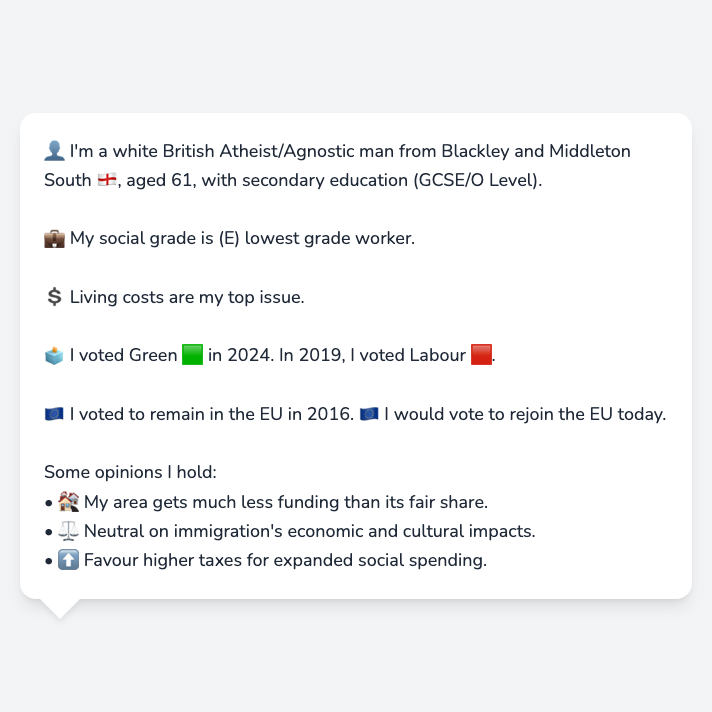 👤 I'm a white British Atheist/Agnostic man from Blackley and Middleton
South 🏴󠁧󠁢󠁥󠁮󠁧󠁿, aged 61, with secondary education (GCSE/O Level).
💼 My social grade is (E) lowest grade worker.
💲 Living costs are my top issue.
🗳️ I voted Green 🟩 in 2024. In 2019, I voted Labour 🟥.
🇪🇺 I voted to remain in the EU in 2016. 🇪🇺 I would vote to rejoin the EU today.
Some opinions I hold:
• 🏘️ My area gets much less funding than its fair share.
• ⚖️ Neutral on immigration's economic and cultural impacts.
• ⬆️ Favour higher taxes for expanded social spending.